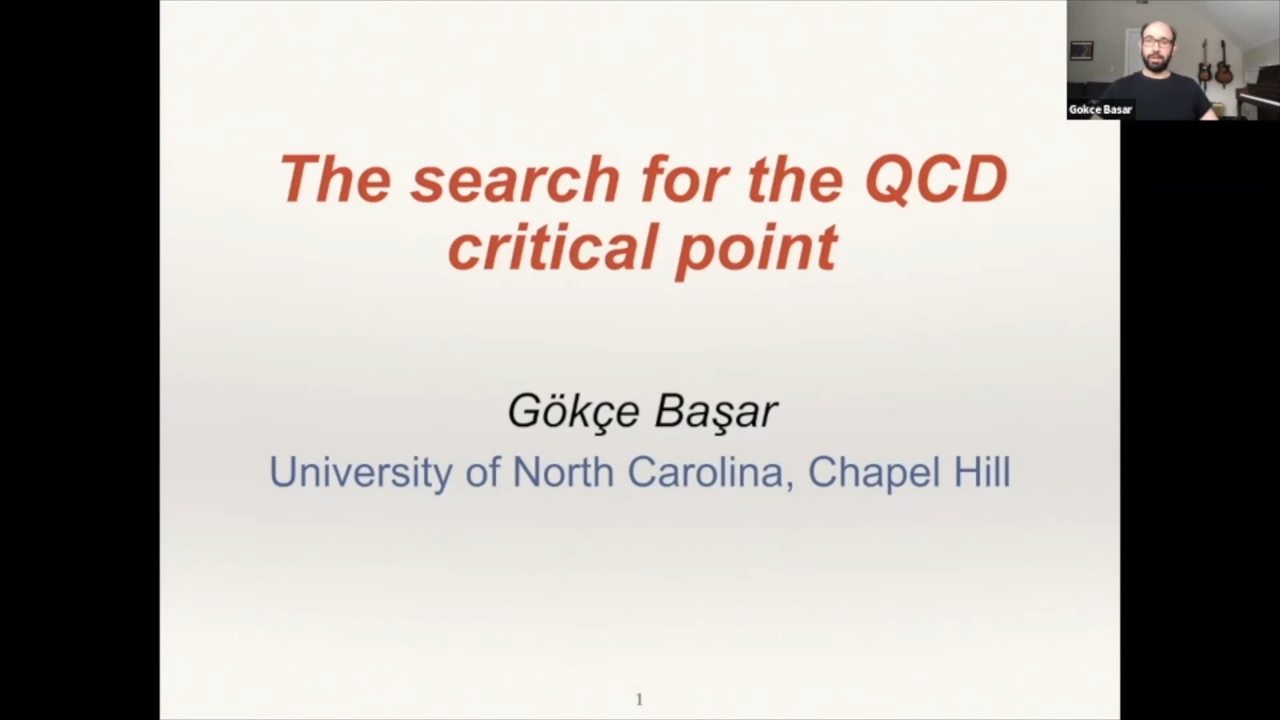 Gokce Basar
The search for the QCD
critical point
Gökçe Başar
University of North Carolina, Chapel Hill
1